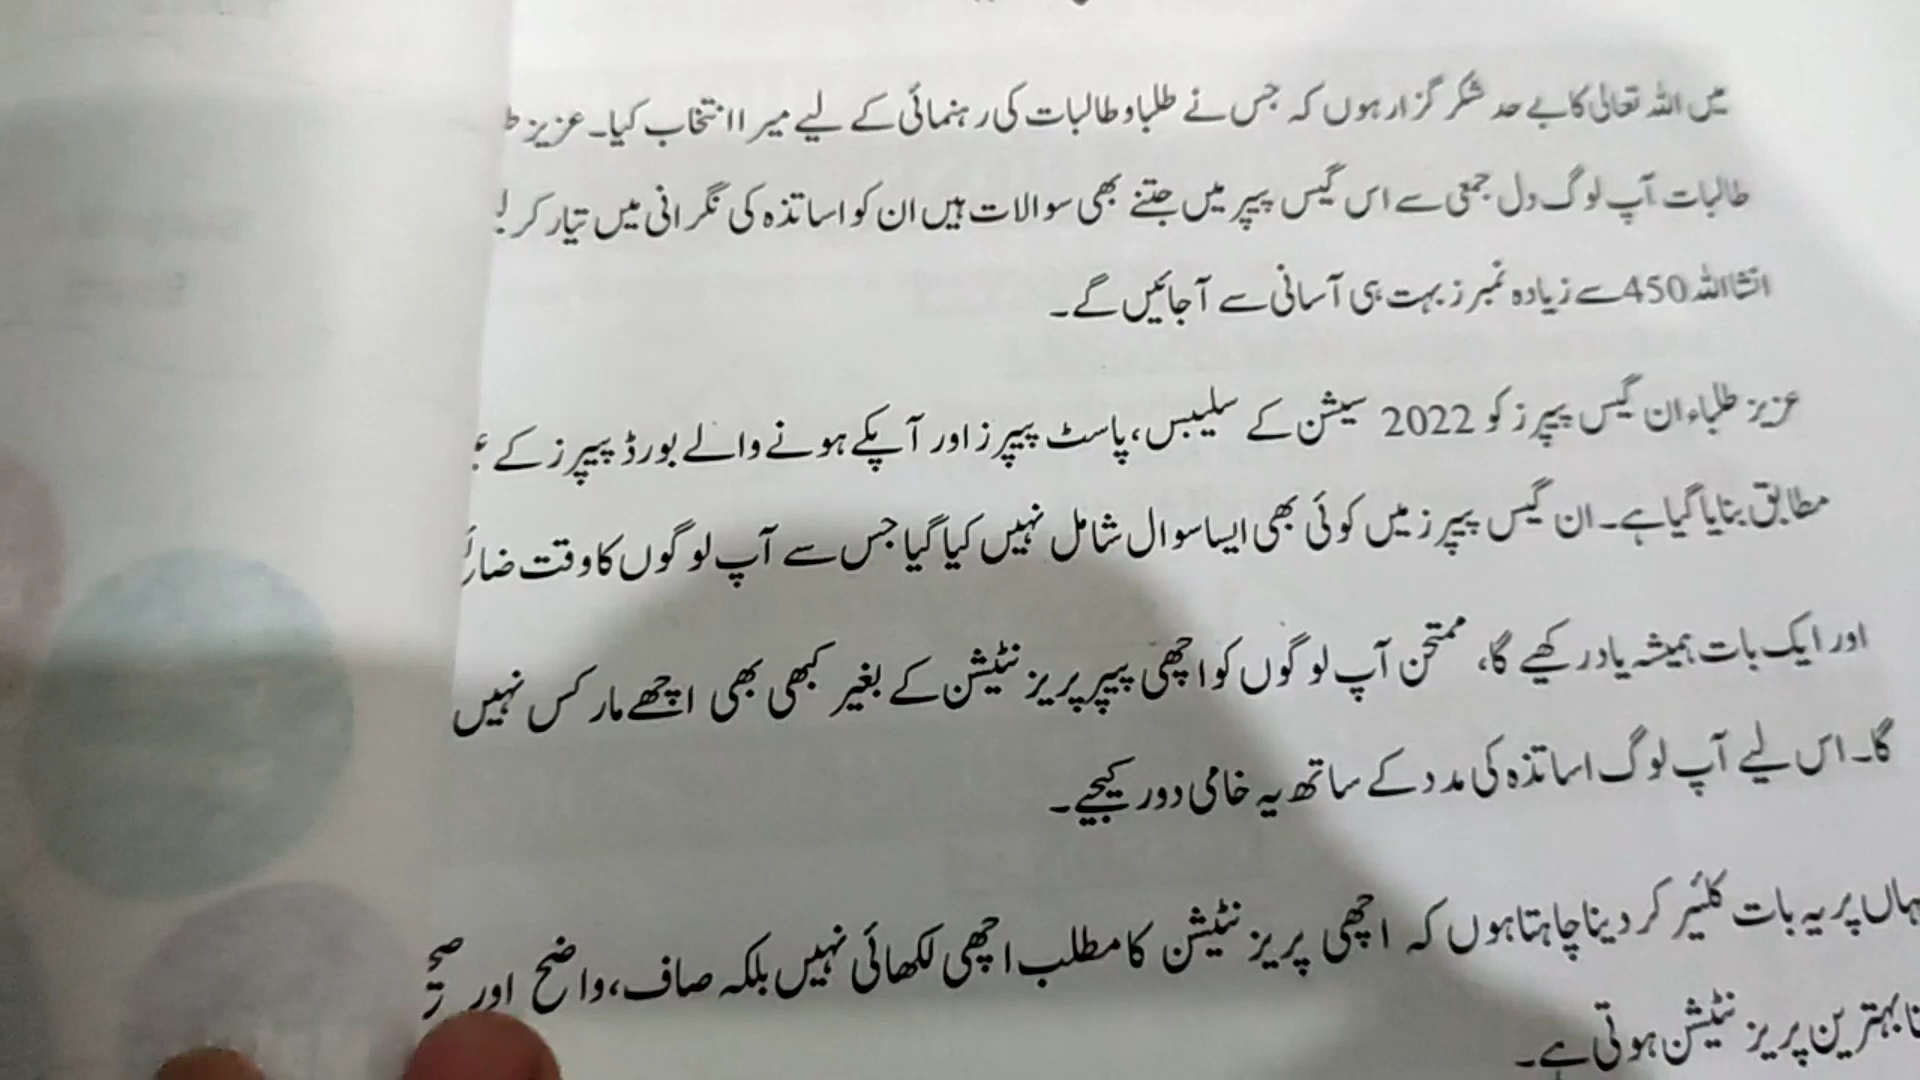 میں اللہ تعالیٰ کا بے حد شکر گزار ہوں کہ جس نے طلبا و طالبات کی رہنمائی کے لیے میرا انتخاب کیا۔ عزیز ط
طالبات آپ لوگ دل جمعی سے اس گیس پیپر میں جتنے بھی سوالات ہیں ان کو اساتذہ کی نگرانی میں تیار کر
انشااللہ 450 سے زیادہ نمبرز بہت ہی آسانی سے آجائیں گے۔
عزیز طلباء ان گیس پیپرز کو 2022 سیشن کے سلیبس، پاسٹ پیپرز اور آپکے ہونے والے بورڈ پیپرز کے
مطابق بنایا گیا ہے۔ ان گیس پیپرز میں کوئی بھی ایسا سوال شامل نہیں کیا گیا جس سے آپ لوگوں کا وقت
اور ایک بات ہمیشہ یاد رکھیے گا، ممتحن آپ لوگوں کو اچھی پیپر پریزنٹیشن کے بغیر کبھی بھی اچھے مارکس نہیں
گا۔ اس لیے آپ لوگ اساتذہ کی مدد کے ساتھ یہ خامی دور کیجیے۔
یہاں پر یہ بات کلئیر کر دینا چاہتا ہوں کہ اچھی پریزنٹیشن کا مطلب اچھی لکھائی نہیں بلکہ صاف، واضح اور
بہترین پریزنٹیشن ہوتی ہے۔